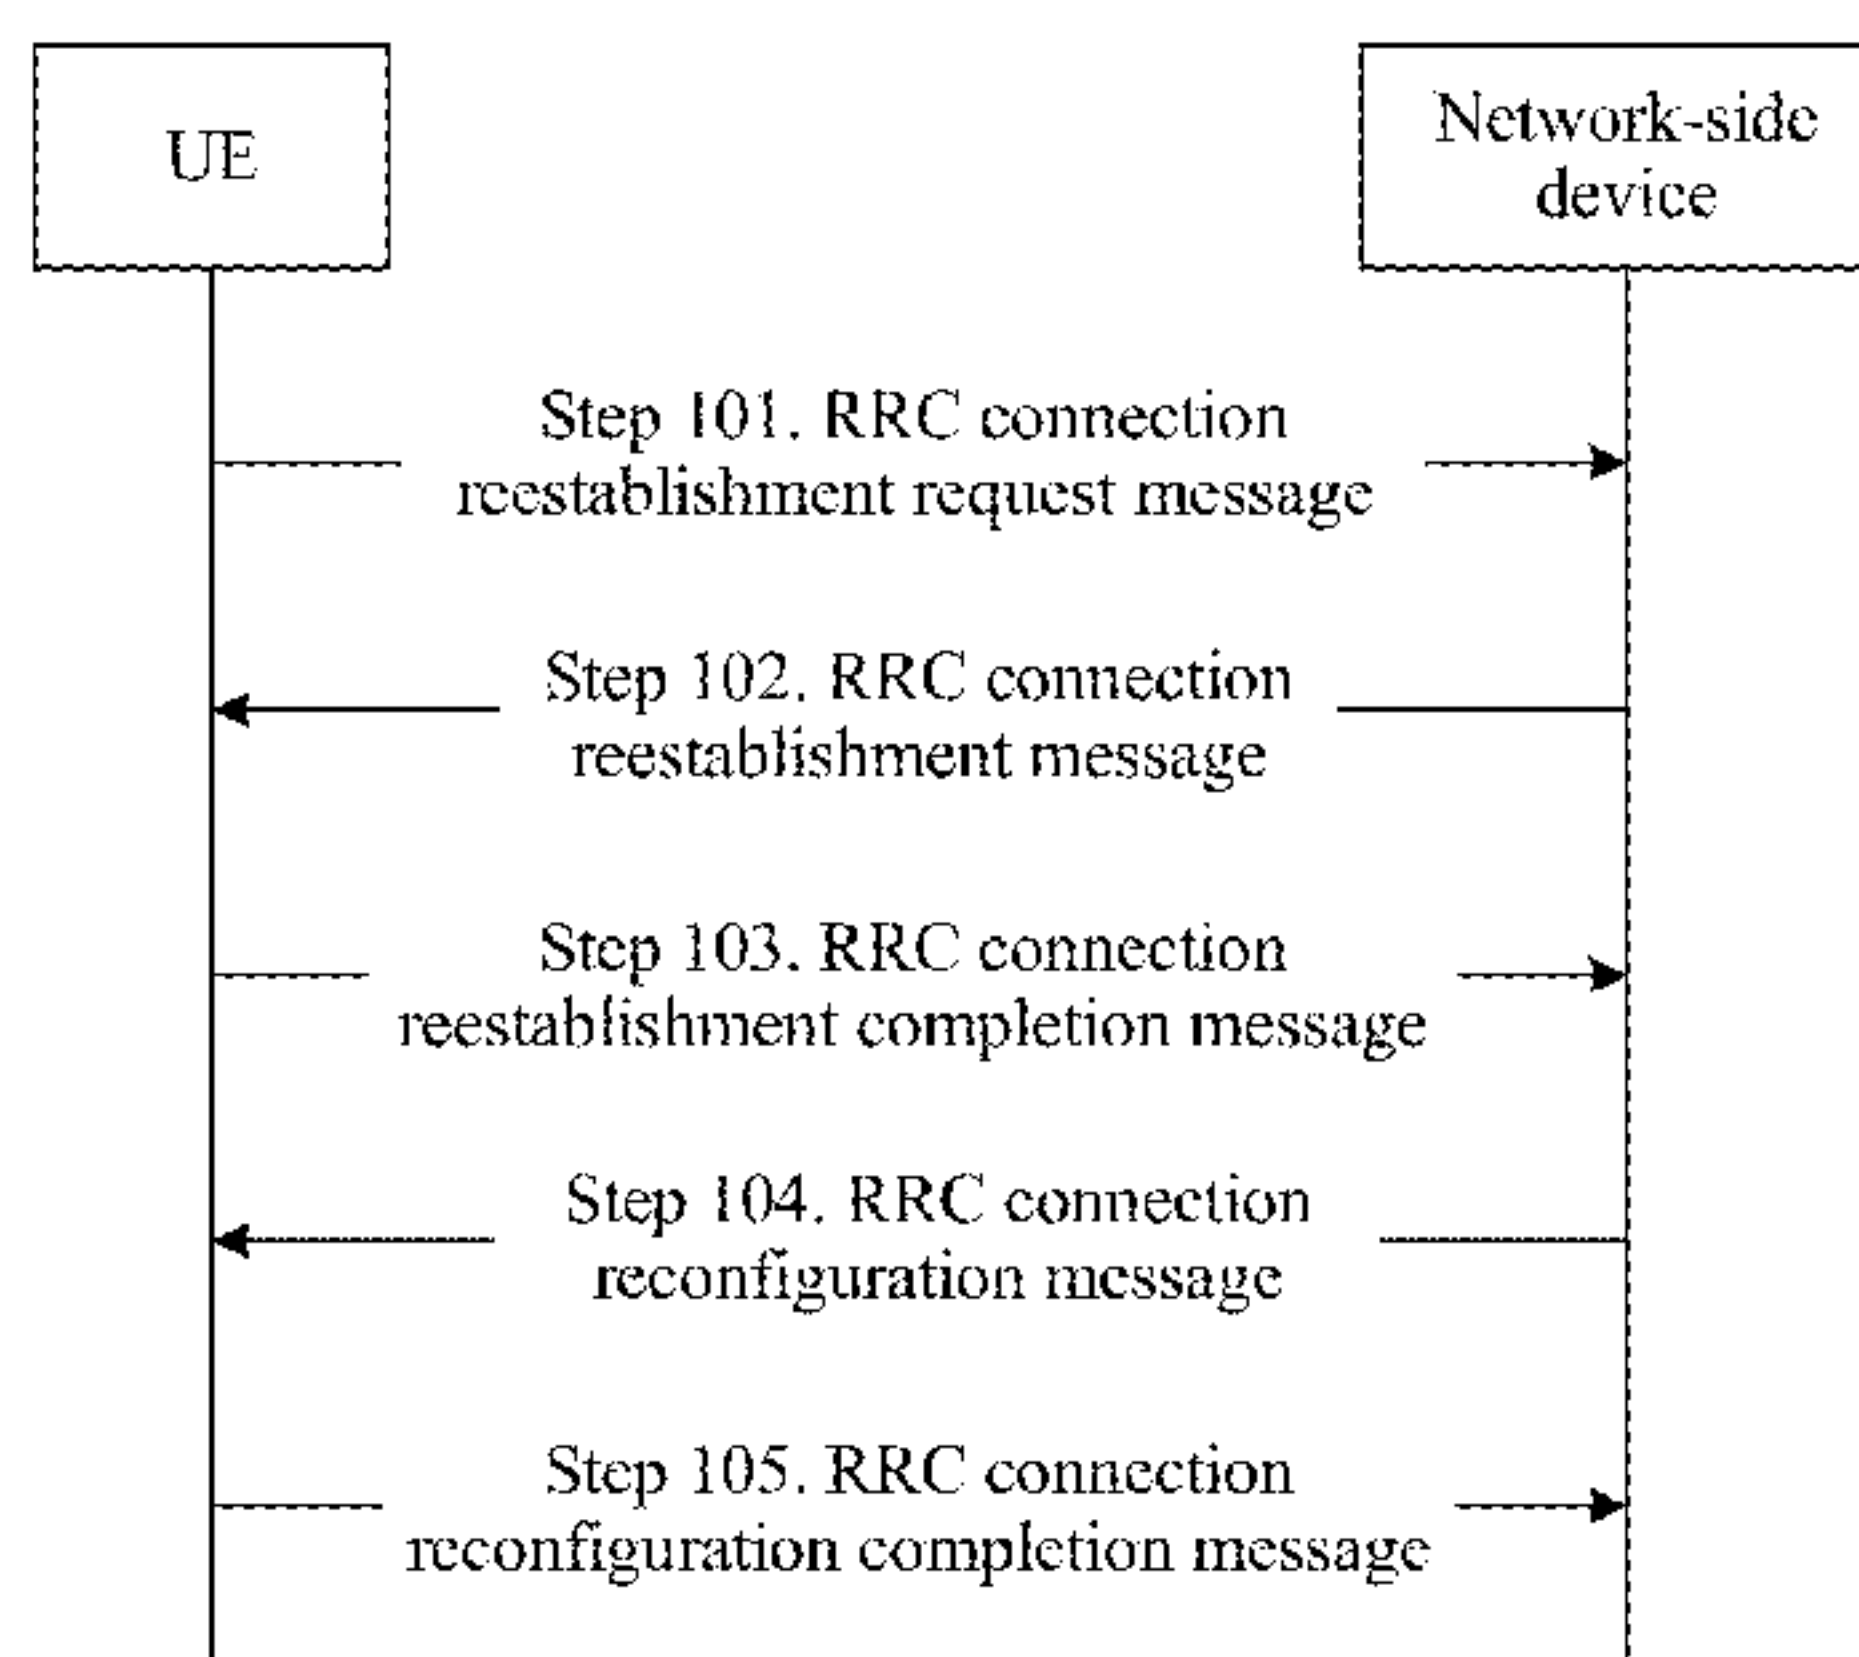 UE
Network-side
device
Step 101. RRC connection
reestablishment request message
Step 102. RRC connection
reestablishment message
Step 103. RRC connection
reestablishment completion message
Step 104. RRC connection
reconfiguration message
Step 105. RRC connection
reconfiguration completion message